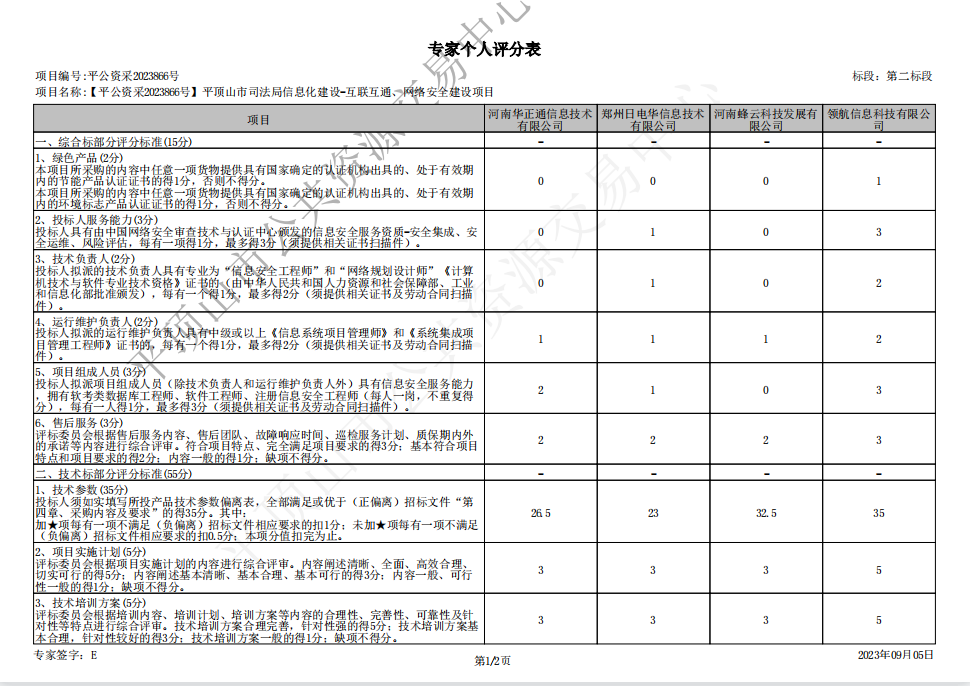 专家个人评分表
项目编号:平公资采2023866号
标段: 第二标段
项目名称:【平公资采2023866号】平顶山市司法局信息化建设-互联互通、网络安全建设项目
项目
河南华正通信息技术
有限公司
郑州日电华信息技术
有限公司
河南蜂云科技发展有
限公司
领航信息科技有限公
司
一、综合标部分评分标准(15分)
-
-
-
-
1、绿色产品(2分)
本项目所采购的内容中任意一项货物提供具有国家确定的认证机构出具的、处于有效期
内的节能产品认证证书的得1分，否则不得分。
本项目所采购的内容中任意一项货物提供具有国家确定的认证机构出具的、处于有效期
内的环境标志产品认证证书的得1分，否则不得分。
0
0
0
1
2、投标人服务能力(3分)
投标人具有由中国网络安全审查技术与认证中心颁发的信息安全服务资质-安全集成、安
全运维、风险评估，每有一项得1分，最多得3分（须提供相关证书扫描件）。
0
1
0
3
3、技术负责人(2分)
投标人拟派的技术负责人具有专业为“信息安全工程师”和“网络规划设计师”《计算
机技术与软件专业技术资格》证书的（由中华人民共和国人力资源和社会保障部、工业
和信息化部批准颁发），每有一个得1分，最多得2分（须提供相关证书及劳动合同扫描
件）。
0
1
0
2
4、运行维护负责人(2分)
投标人拟派的运行维护负责人具有中级或以上《信息系统项目管理师》和《系统集成项
目管理工程师》证书的，每有一个得1分，最多得2分（须提供相关证书及劳动合同扫描
件）。
1
1
1
2
5、项目组成人员(3分)
投标人拟派项目组成人员（除技术负责人和运行维护负责人外）具有信息安全服务能力
，拥有软考类数据库工程师、软件工程师、注册信息安全工程师（每人一岗，不重复得
分），每有一人得1分，最多得3分（须提供相关证书及劳动合同扫描件）。
2
1
0
3
6、售后服务(3分)
评标委员会根据售后服务内容、售后团队、故障响应时间、巡检服务计划、质保期内外
的承诺等内容进行综合评审。符合项目特点、完全满足项目要求的得3分；基本符合项目
特点和项目要求的得2分；内容一般的得1分；缺项不得分。
2
2
2
3
二、技术标部分评分标准(55分)
-
-
-
-
1、技术参数(35分)
投标人须如实填写所投产品技术参数偏离表，全部满足或优于（正偏离）招标文件“第
四章、采购内容及要求”的得35分。其中:
加★项每有一项不满足（负偏离）招标文件相应要求的扣1分；未加★项每有一项不满足
（负偏离）招标文件相应要求的扣0.5分；本项分值扣完为止。
26.5
23
32.5
35
2、项目实施计划(5分)
评标委员会根据项目实施计划的内容进行综合评审。内容阐述清晰、全面、高效合理、
切实可行的得5分；内容阐述基本清晰、基本合理、基本可行的得3分；内容一般、可行
性一般的得1分；缺项不得分。
3
3
3
5
3、技术培训方案(5分)
评标委员会根据培训内容、培训计划、培训方案等内容的合理性、完善性、可靠性及针
对性等特点进行综合评审。技术培训方案合理完善，针对性强的得5分；技术培训方案基
本合理，针对性较好的得3分；技术培训方案一般的得1分；缺项不得分。
3
3
3
5
专家签字: E
第1/2页
2023年09月05日
平顶山市公共资源交易中心
平顶山市公共资源交易中心